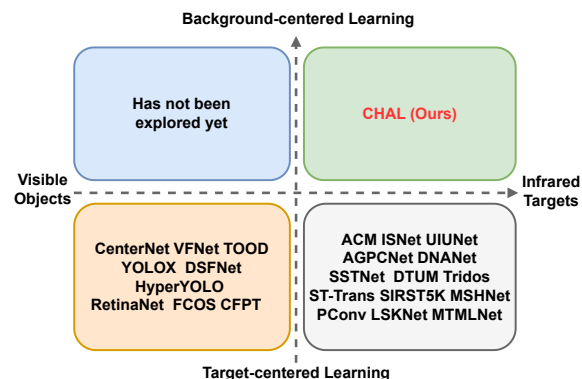 Background-centered Learning
Has not been
explored yet
CHAL (Ours)
Visible
Objects
Infrared
Targets
CenterNet VFNet TOOD
YOLOX DSFNet
HyperYOLO
RetinaNet FCOS CFPT
ACM ISNet UIUNet
AGPCNet DNANet
SSTNet DTUM Tridos
ST-Trans SIRST5K MSHNet
PConv LSKNet MTMLNet
Target-centered Learning